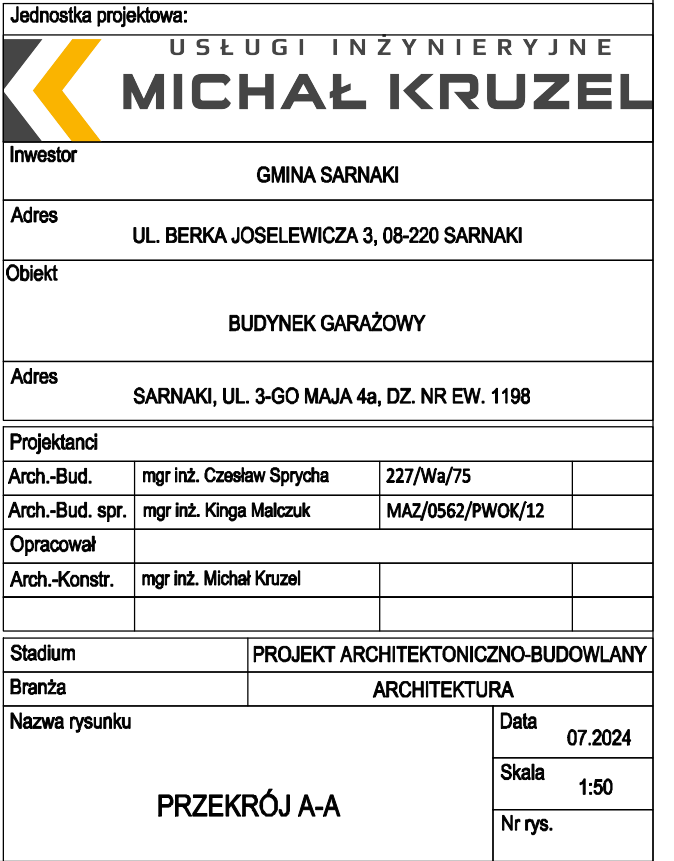 Jednostka projektowa:
USŁUGI INŻYNIERYJNE
MICHAŁ KRUZEL
Inwestor
GMINA SARNAKI
Adres
UL. BERKA JOSELEWICZA 3, 08-220 SARNAKI
Obiekt
BUDYNEK GARAŻOWY
Adres
SARNAKI, UL. 3-GO MAJA 4a, DZ. NR EW. 1198
Projektanci
Arch.-Bud. mgr inż. Czesław Sprycha 227/Wa/75
Arch.-Bud. spr. mgr inż. Kinga Malczuk MAZ/0562/PWOK/12
Opracował
Arch.-Konstr. mgr inż. Michał Kruzel
Stadium PROJEKT ARCHITEKTONICZNO-BUDOWLANY
Branża ARCHITEKTURA
Nazwa rysunku
PRZEKRÓJ A-A
Data
07.2024
Skala
1:50
Nr rys.